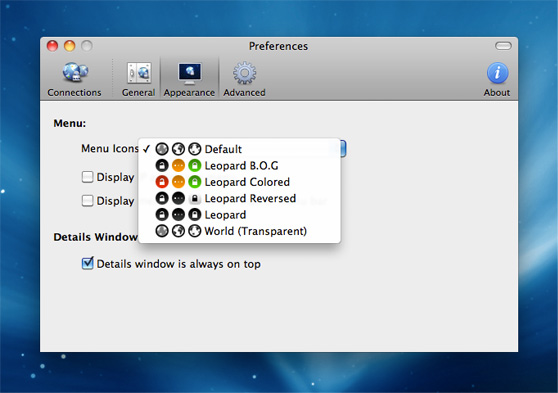 Preferences
Connections General Appearance Advanced About
Menu:
Menu Icons ✓ Default
Leopard B.O.G
Leopard Colored
Leopard Reversed
Leopard
World (Transparent)
Display
Display
Details Window
Details window is always on top